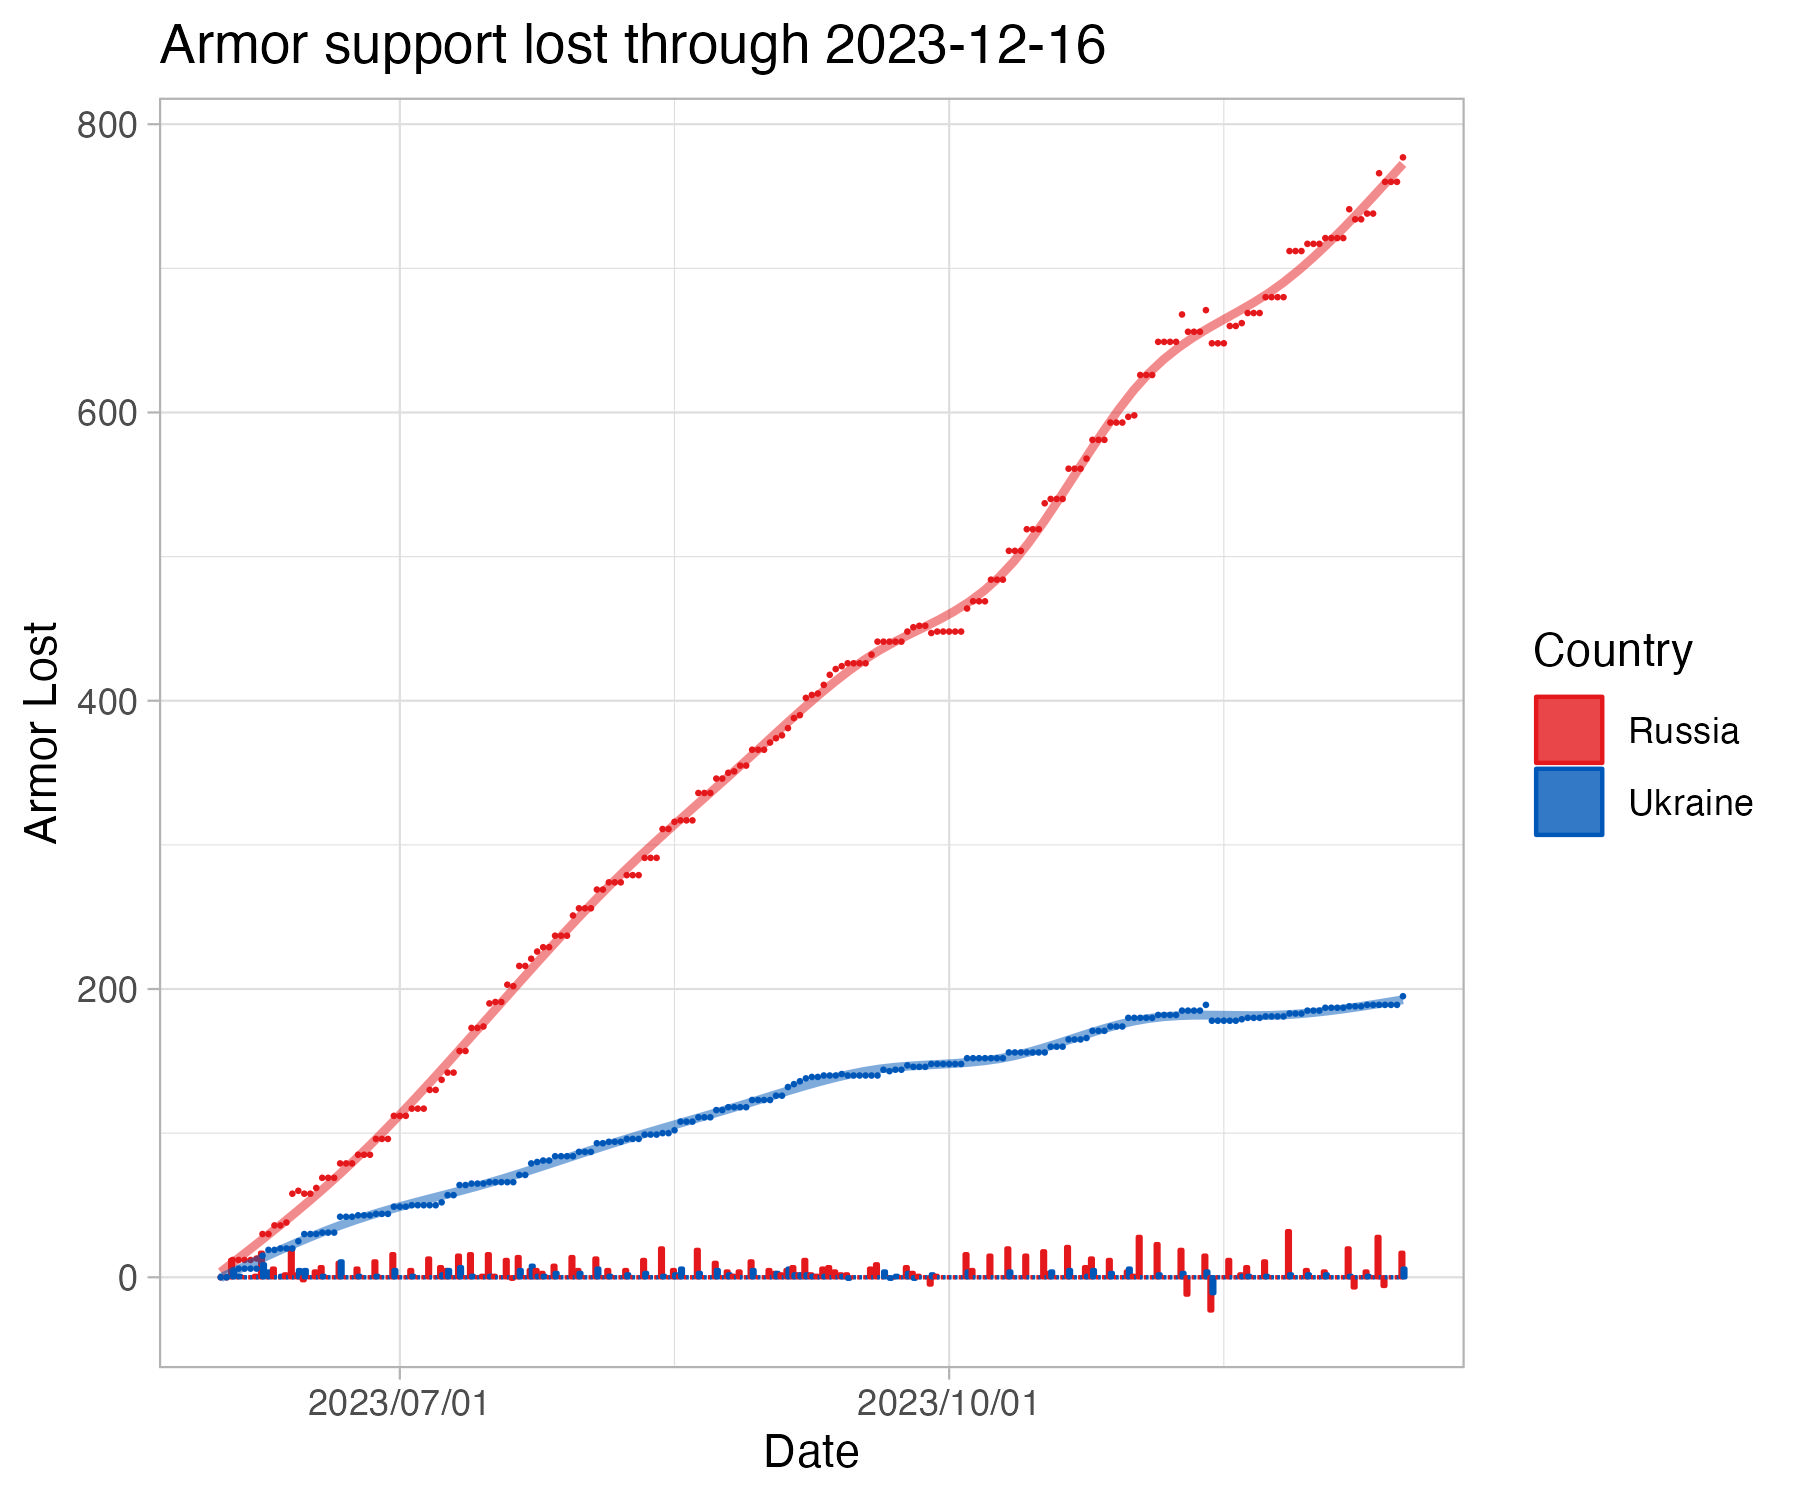 Armor support lost through 2023-12-16
800
600
400
200
0
Armor Lost
2023/07/01
2023/10/01
Date
Country
Russia
Ukraine